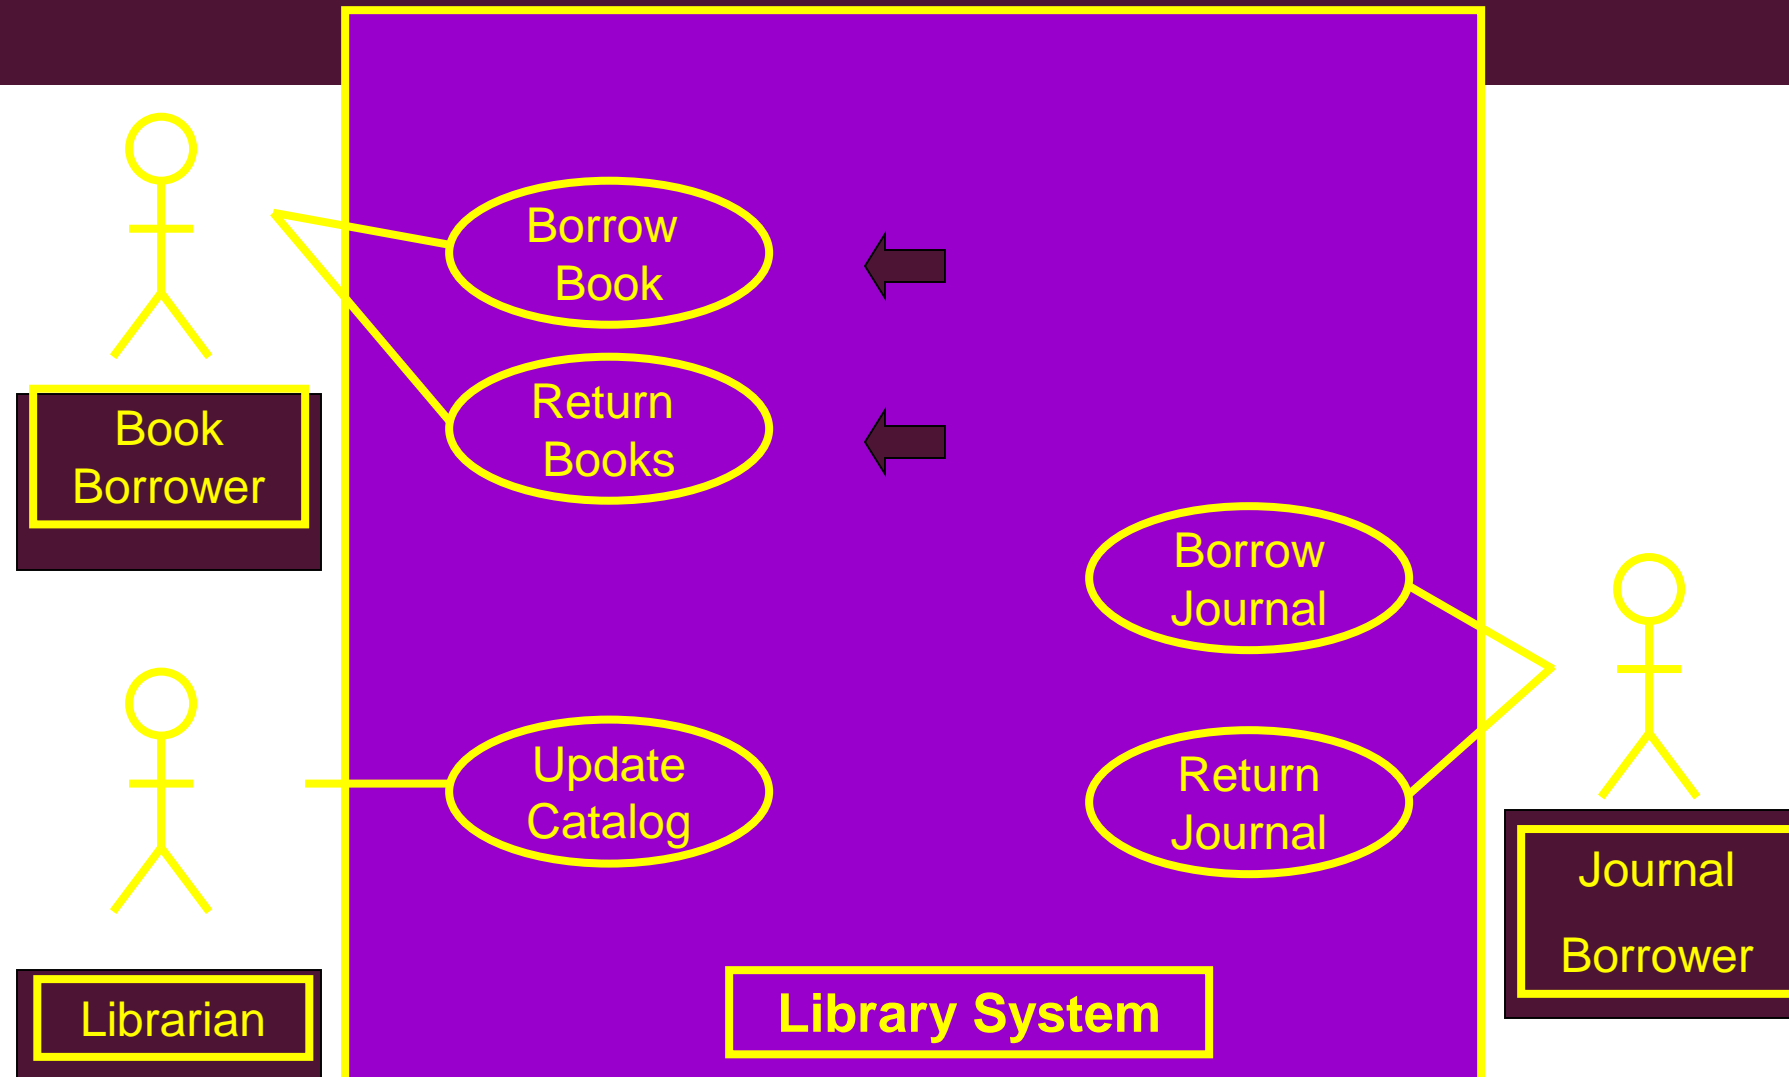 Borrow
Book
Return
Books
Book
Borrower
Borrow
Journal
Update
Catalog
Return
Journal
Journal
Borrower
Librarian
Library System